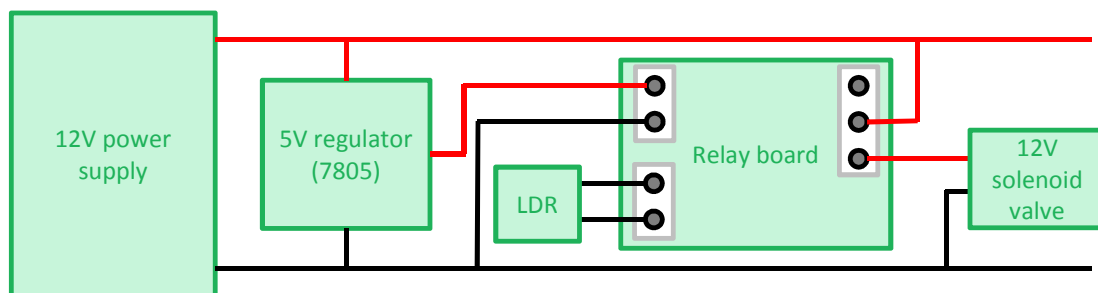 12V power
supply
5V regulator
(7805)
LDR
Relay board
12V
solenoid
valve